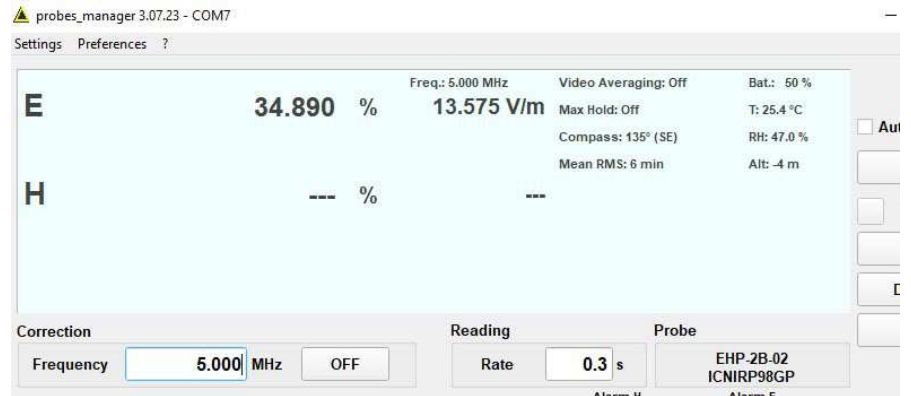 probes_manager 3.07.23 - COM7
Settings Preferences ?
Freq.: 5.000 MHz Video Averaging: Off Bat.: 50 %
E 34.890 % 13.575 V/m Max Hold: Off T: 25.4 °C
Compass: 135° (SE) RH: 47.0 %
Mean RMS: 6 min Alt: -4 m
H --- % ---
Correction Reading Probe
Frequency 5.000 MHz OFF Rate 0.3 s EHP-2B-02
ICNIRP98GP